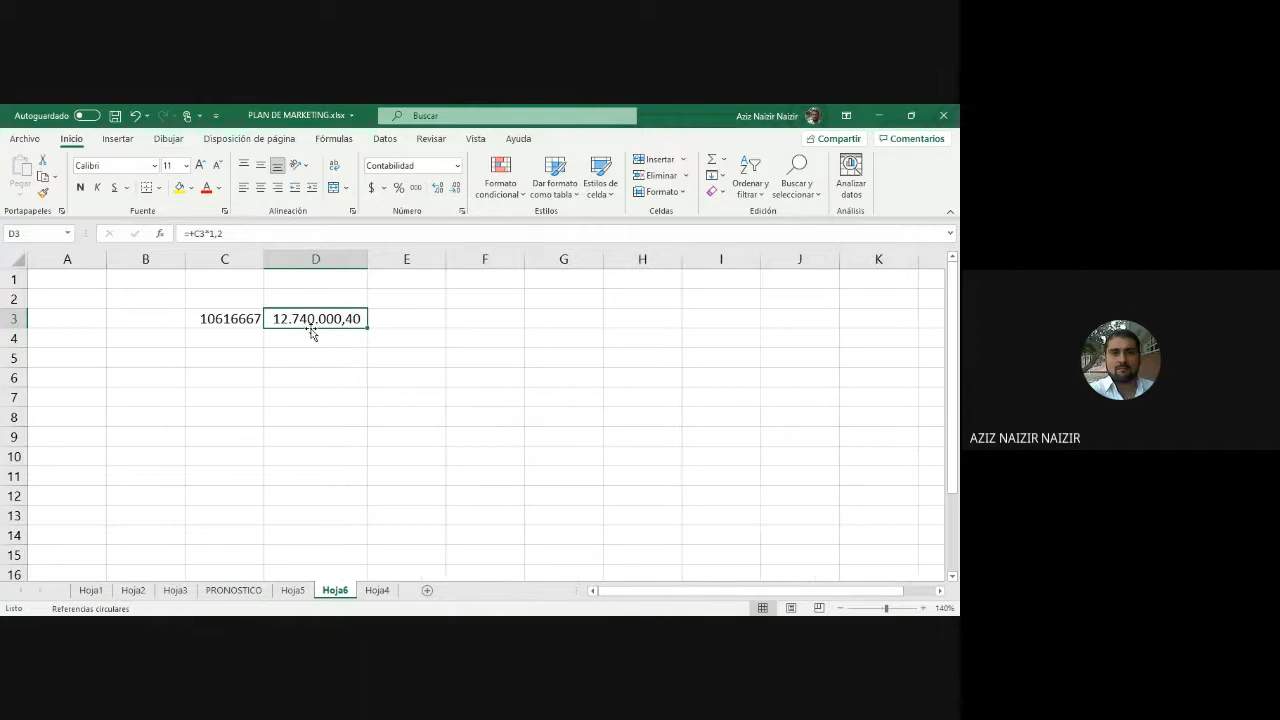 Autoguardado PLAN DE MARKETING.xlsx Buscar Aziz Naizir Naizir
Archivo Inicio Insertar Dibujar Disposición de página Fórmulas Datos Revisar Vista Ayuda Compartir Comentarios
Pegar Calibri 11 Contabilidad Formato condicional Dar formato como tabla Estilos de celda Insertar Eliminar Formato Ordenar y filtrar Buscar y seleccionar Analizar datos
N K S $ % 000
Portapapeles Fuente Alineación Número Estilos Celdas Edición Análisis
D3 fx =+C3*1,2
A B C D E F G H I J K
1
2
3 10616667 12.740.000,40
4
5
6
7
8
9
10
11
12
13
14
15
16
AZIZ NAIZIR NAIZIR
Hoja1 Hoja2 Hoja3 PRONOSTICO Hoja5 Hoja6 Hoja4
Listo Referencias circulares 140%